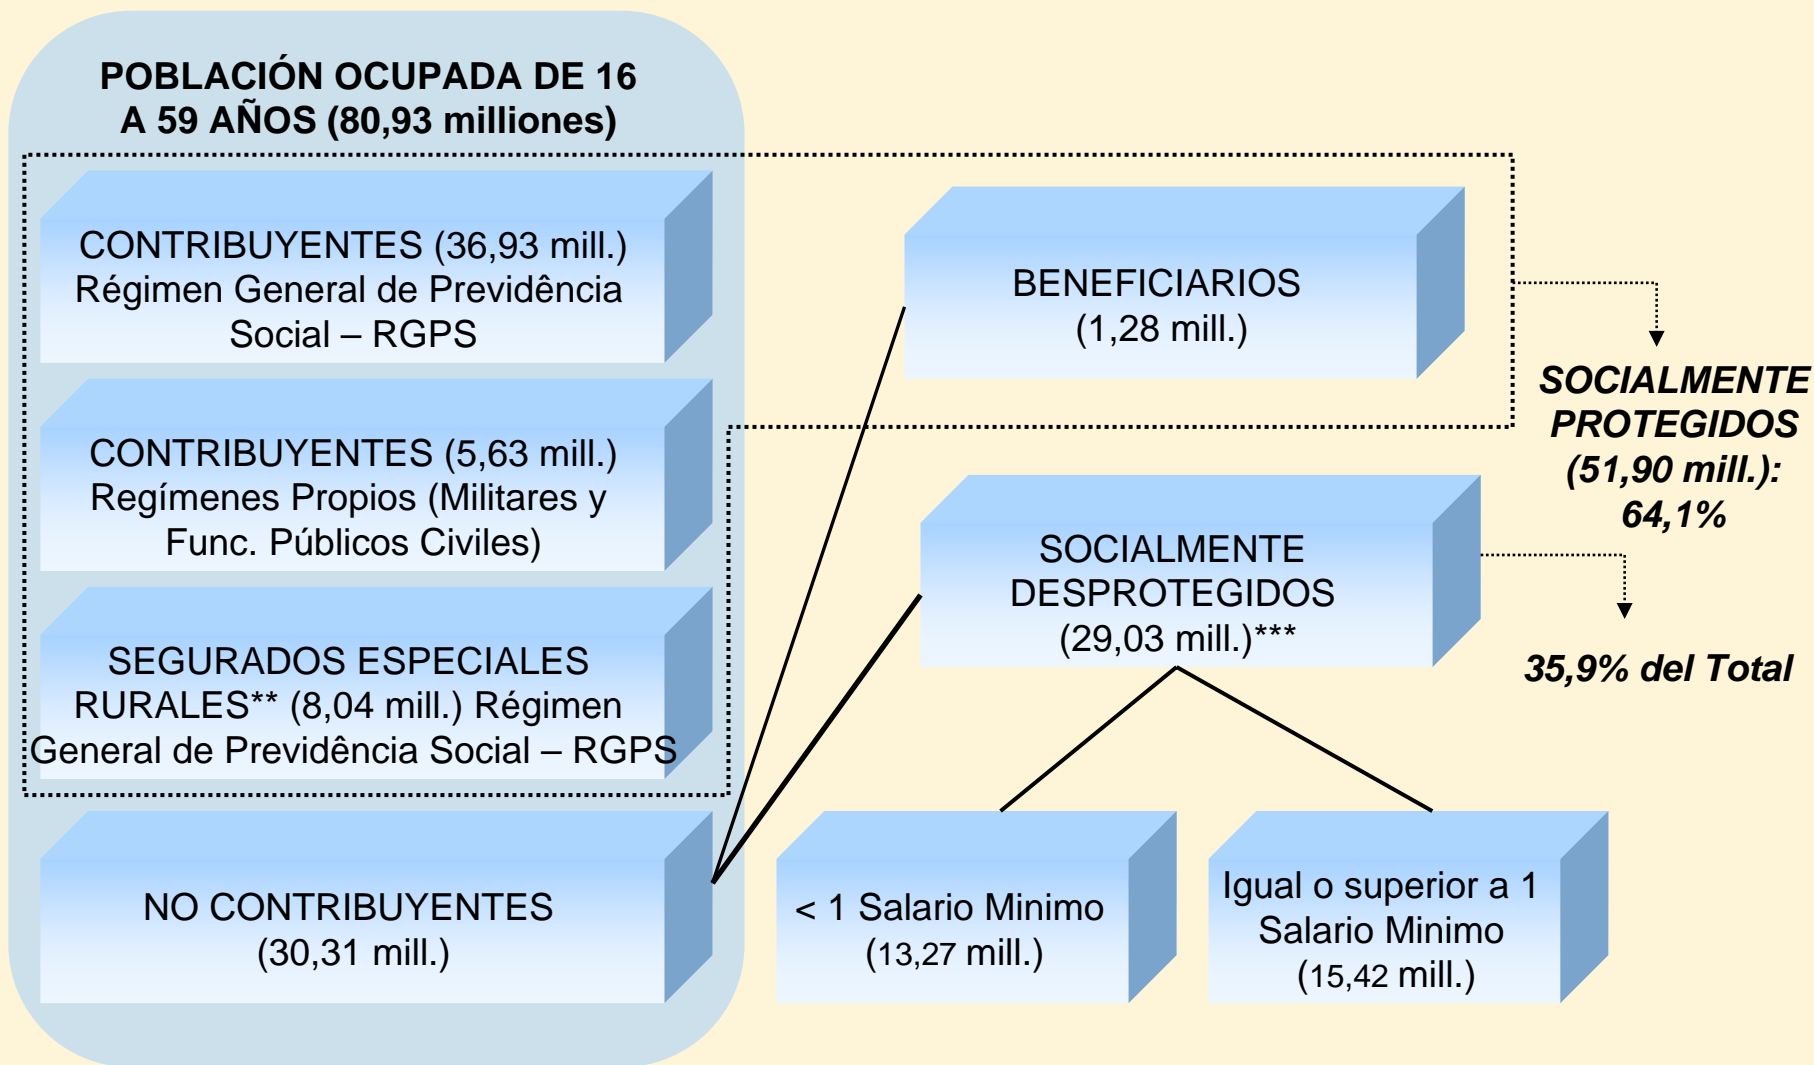 POBLACIÓN OCUPADA DE 16
A 59 AÑOS (80,93 milliones)
CONTRIBUYENTES (36,93 mill.)
Régimen General de Previdência
Social – RGPS
CONTRIBUYENTES (5,63 mill.)
Regímenes Propios (Militares y
Func. Públicos Civiles)
SEGURADOS ESPECIALES
RURALES** (8,04 mill.) Régimen
General de Previdência Social – RGPS
NO CONTRIBUYENTES
(30,31 mill.)
BENEFICIARIOS
(1,28 mill.)
SOCIALMENTE
DESPROTEGIDOS
(29,03 mill.)***
< 1 Salario Minimo
(13,27 mill.)
Igual o superior a 1
Salario Minimo
(15,42 mill.)
SOCIALMENTE
PROTEGIDOS
(51,90 mill.):
64,1%
35,9% del Total